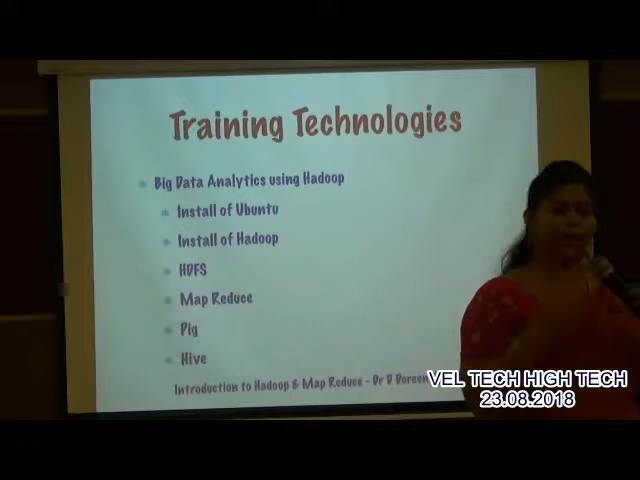 Training Technologies
Big Data Analytics using Hadoop
Install of Ubuntu
Install of Hadoop
HDFS
Map Reduce
Pig
Hive
Introduction to Hadoop & Map Reduce - Dr D Doreen
VEL TECH HIGH TECH
23.08.2018